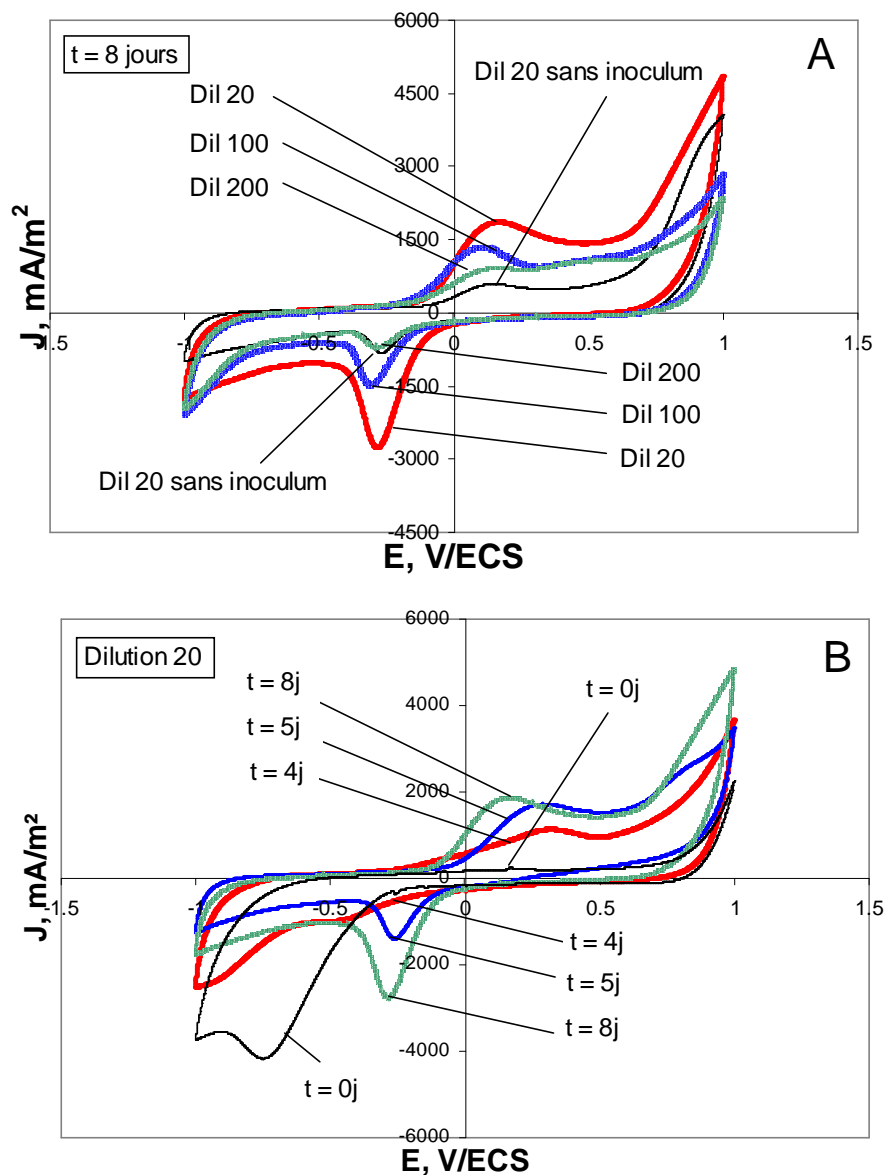 6000
t = 8 jours
A
Dil 20 sans inoculum
Dil 20
4500
Dil 100
3000
Dil 200
1500
J, mA/m²
0
-1.5
-1
-0.5
0
0.5
1
1.5
Dil 200
-1500
Dil 100
Dil 20 sans inoculum
Dil 20
-3000
-4500
E, V/ECS
6000
Dilution 20
B
t = 8j
t = 0j
t = 5j
4000
t = 4j
2000
J, mA/m²
0
-1.5
-1
-0.5
0
0.5
1
1.5
t = 4j
-2000
t = 5j
t = 8j
-4000
t = 0j
-6000
E, V/ECS